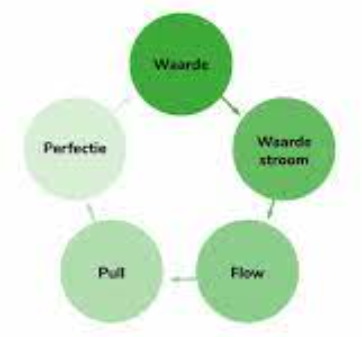 Waarde
Waarde
stroom
Flow
Pull
Perfectie